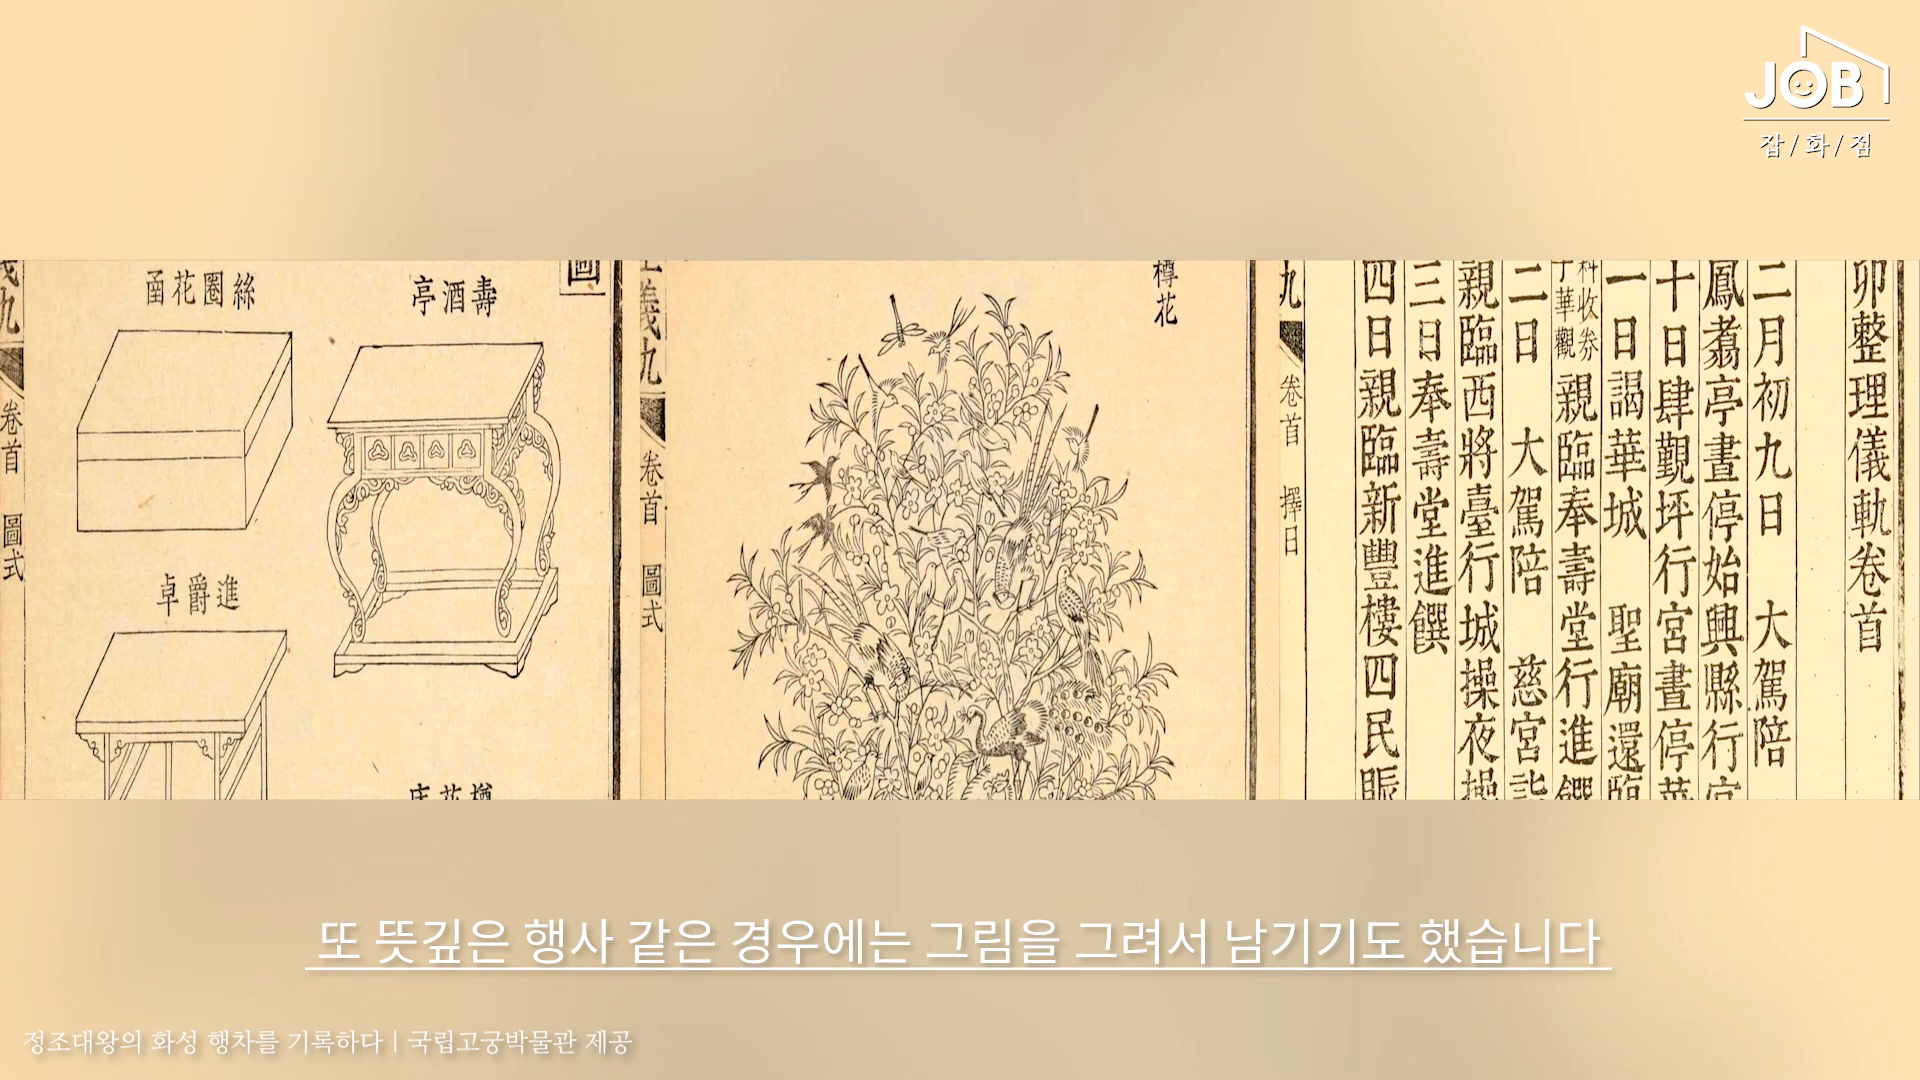 JOB
잡/화/점
圖
絲圈花凾
壽酒亭
進爵卓
卷首 圖式
樽花
儀九
卷首 圖式
卯整理儀軌卷首
二月初九日 大駕陪
鳳翥亭晝停始興縣行宮
十日肆覲坪行宮晝停華
一日謁華城 聖廟還臨
親臨奉壽堂行進饌
二日 大駕陪 慈宮詣
親臨西將臺行城操夜操
三日奉壽堂進饌
四日親臨新豐樓四民賑
九
卷首 擇日
또 뜻깊은 행사 같은 경우에는 그림을 그려서 남기기도 했습니다
정조대왕의 화성 행차를 기록하다 | 국립고궁박물관 제공